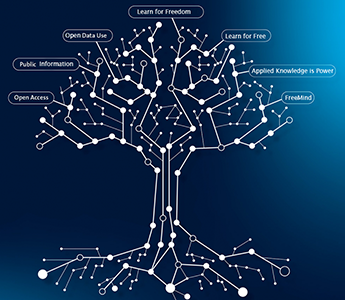 Learn for Freedom
Open Data Use
Learn for Free
Public Information
Applied Knowledge is Power
Open Access
FreeMind